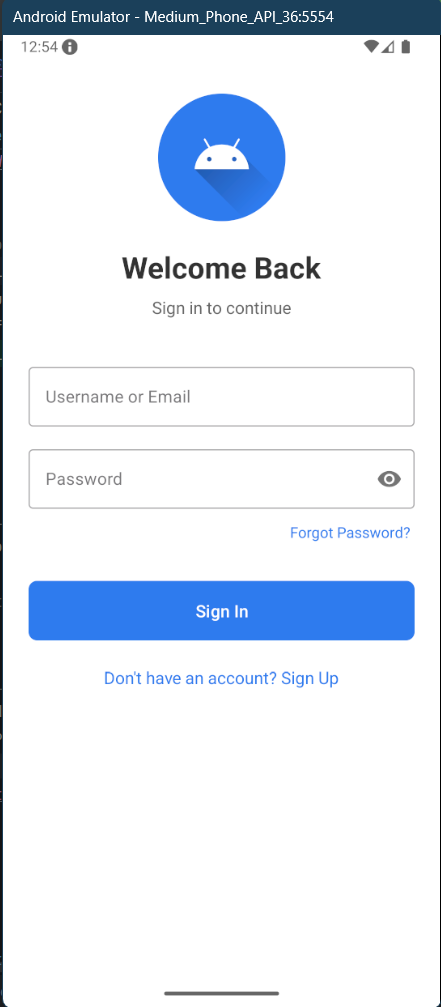 Android Emulator - Medium_Phone_API_36:5554
12:54
Welcome Back
Sign in to continue
Username or Email
Password
Forgot Password?
Sign In
Don't have an account? Sign Up